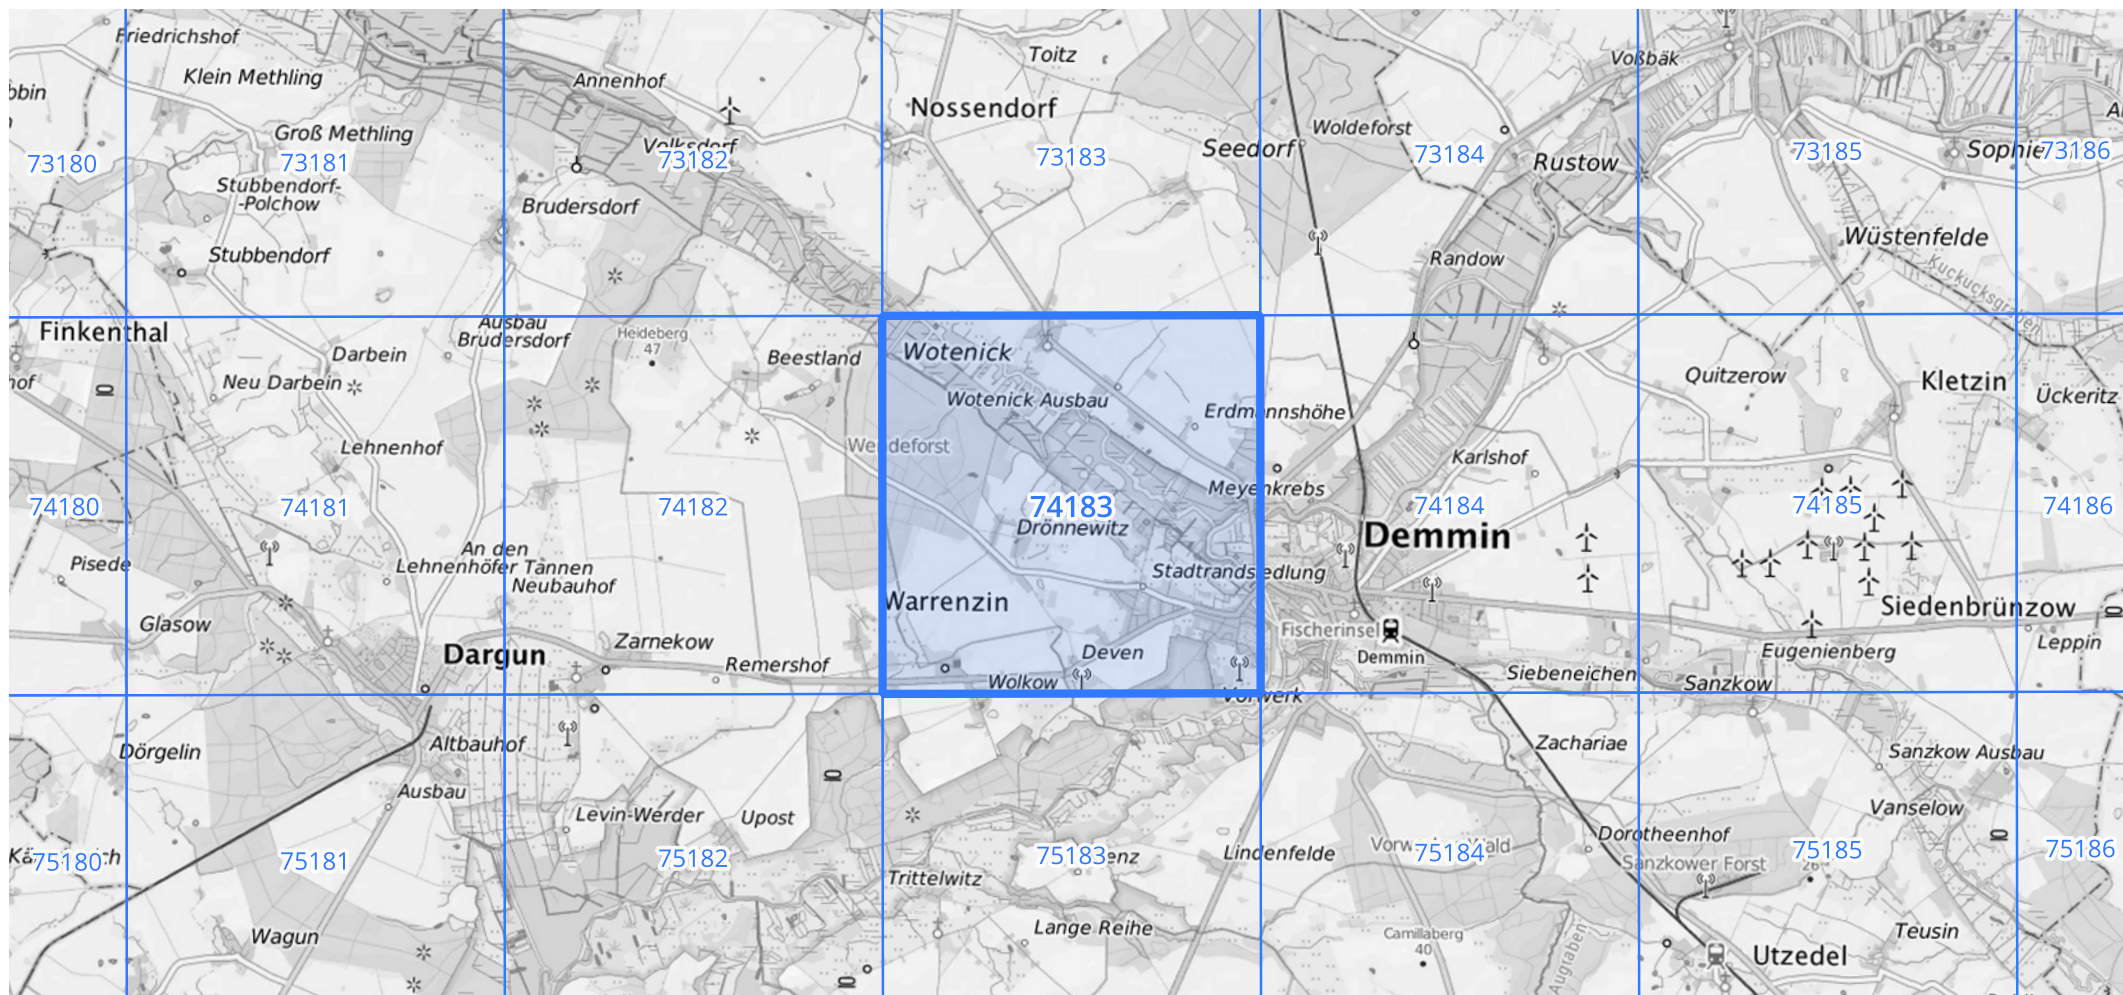 Friedrichshof
Toitz
Voßbäk
Klein Methling
Annenhof
Nossendorf
Groß Methling
Volksdorf
Woldeforst
Seedorf
Rustow
Sophie
73180
73181
73182
73183
73184
73185
73186
Stubbendorf-
-Polchow
Brudersdorf
Stubbendorf
Randow
Wüstenfelde
Kuckucksgraben
Finkenthal
Ausbau
Brudersdorf
Heideberg
47
Darbein
Beestland
Wotenick
Neu Darbein
Quitzerow
Kletzin
Ückeritz
Wotenick Ausbau
Erdmannshöhe
Lehnenhof
Wendeforst
Karlshof
Meyenkrebs
74180
74181
74182
74183
74184
74185
74186
Drönnewitz
Demmin
Pisede
An den
Lehnenhöfer Tannen
Neubauhof
Stadtrandsiedlung
Warrenzin
Siedenbrünzow
Glasow
Fischerinsel
Zarnekow
Dargun
Remershof
Deven
Demmin
Eugenienberg
Leppin
Wolkow
Siebeneichen
Sanzkow
Vorwerk
Dörgelin
Altbauhof
Zachariae
Sanzkow Ausbau
Ausbau
Levin-Werder
Upost
Vanselow
Dorotheenhof
75180
75181
75182
75183
75184
75185
75186
Lindenfelde
Sanzkower Forst
26
Trittelwitz
Wagun
Lange Reihe
Camillaberg
40
Augraben
Teusin
Utzedel